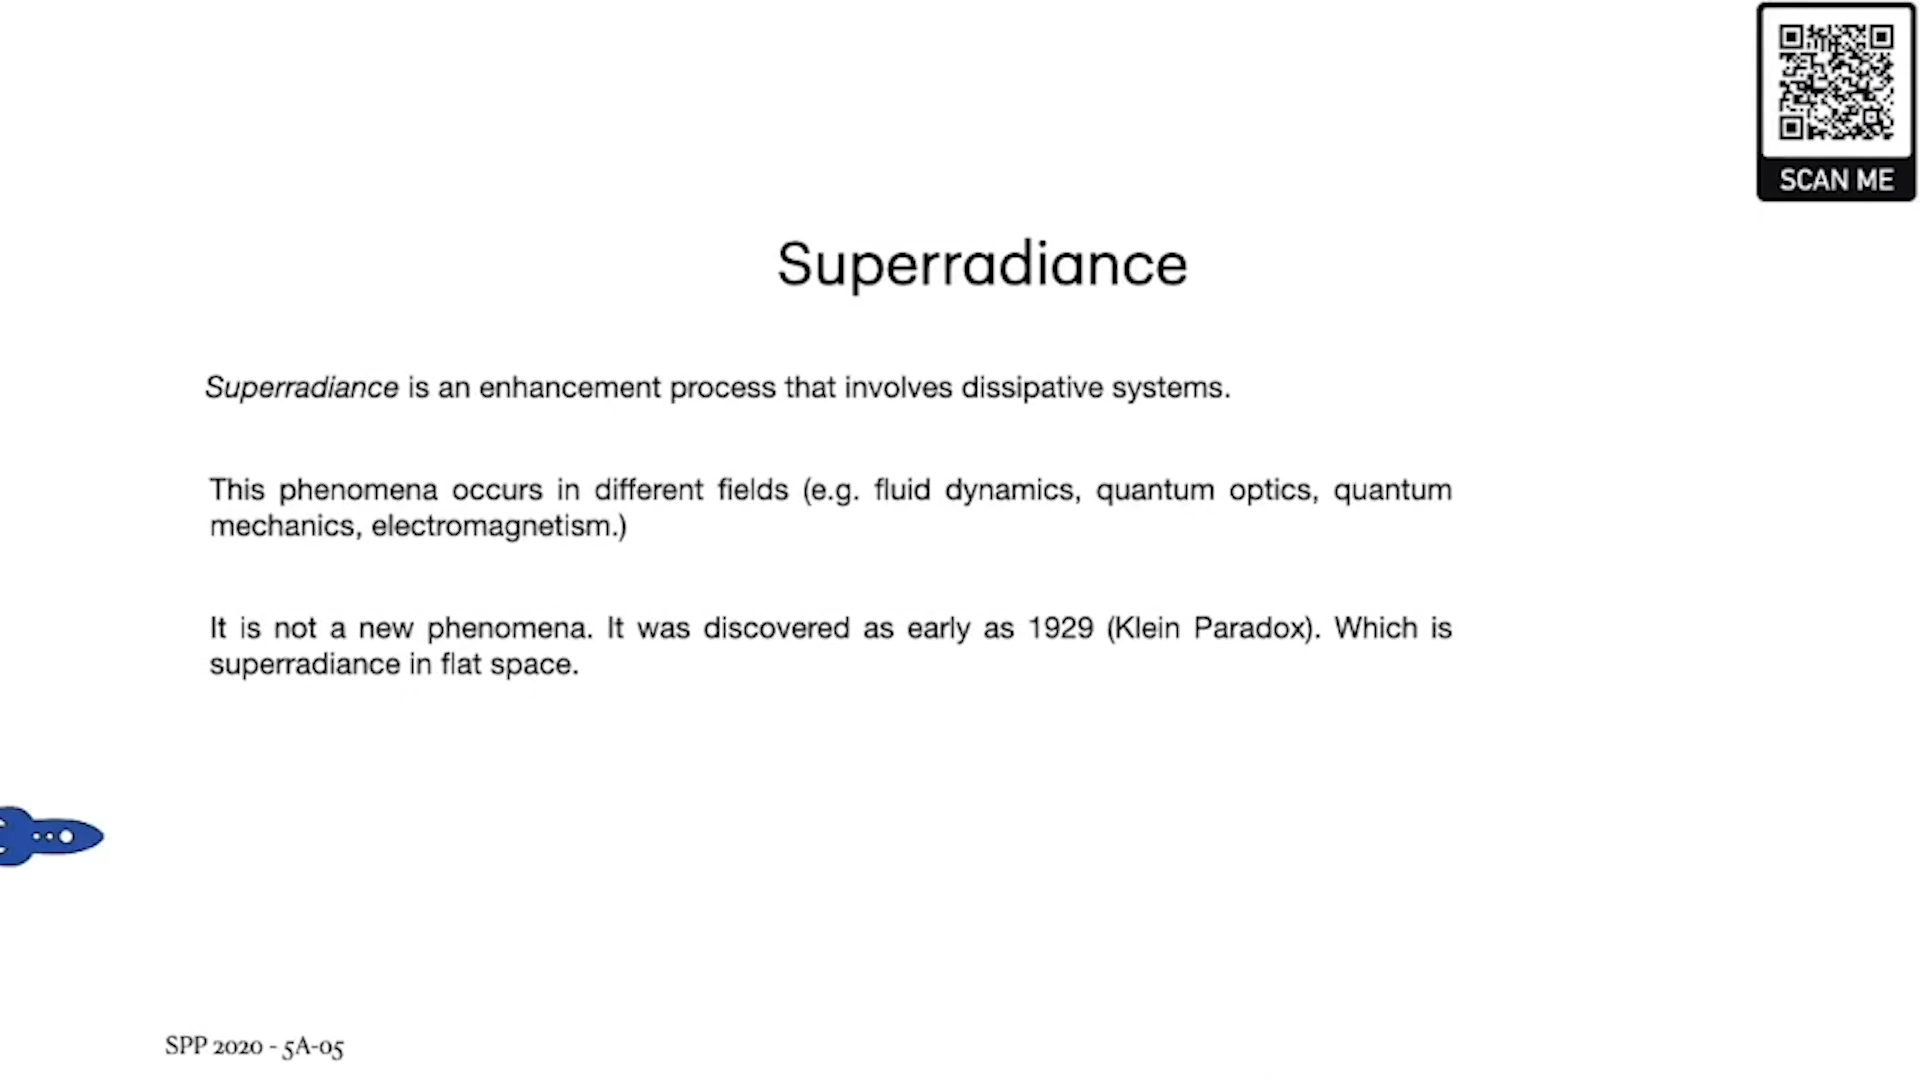 SCAN ME
Superradiance
Superradiance is an enhancement process that involves dissipative systems.
This phenomena occurs in different fields (e.g. fluid dynamics, quantum optics, quantum
mechanics, electromagnetism.)
It is not a new phenomena. It was discovered as early as 1929 (Klein Paradox). Which is
superradiance in flat space.
SPP 2020 - 5A-05